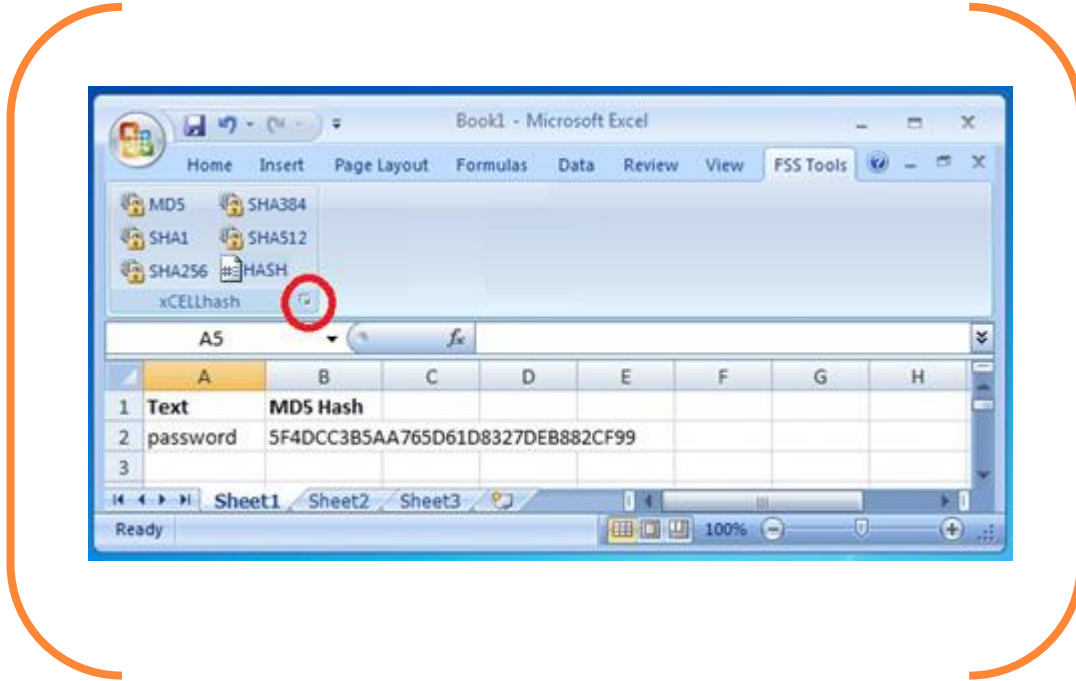 Book1 - Microsoft Excel
Home Insert Page Layout Formulas Data Review View FSS Tools
MD5 SHA384
SHA1 SHA512
SHA256 HASH
xCELLhash
A5 fx
A B C D E F G H
1 Text MD5 Hash
2 password 5F4DCC3B5AA765D61D8327DEB882CF99
3
Sheet1 Sheet2 Sheet3
Ready 100%